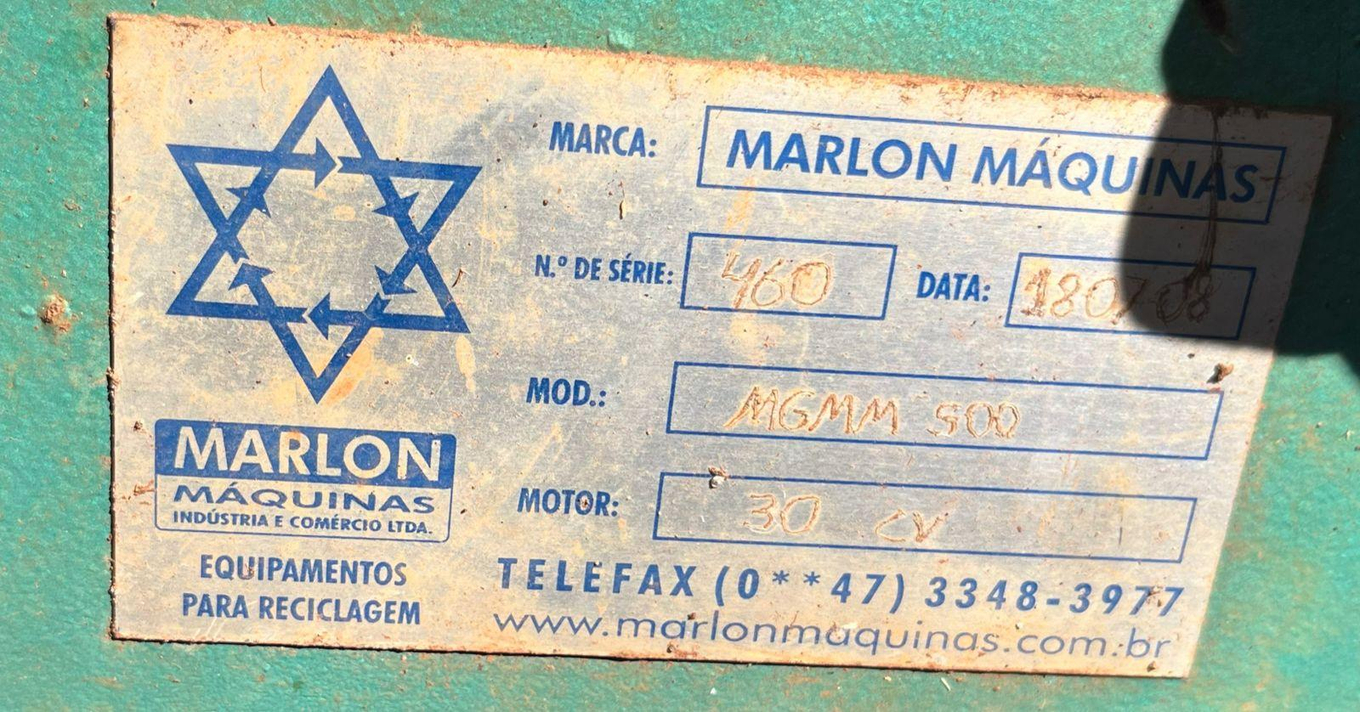 MARCA: MARLON MÁQUINAS
N.º DE SÉRIE: 460 DATA: 180708
MOD.: MGMM 500
MOTOR: 30 CV
TELEFAX (0**47) 3348-3977
www.marlonmaquinas.com.br
MARLON
MÁQUINAS
INDÚSTRIA E COMÉRCIO LTDA.
EQUIPAMENTOS
PARA RECICLAGEM